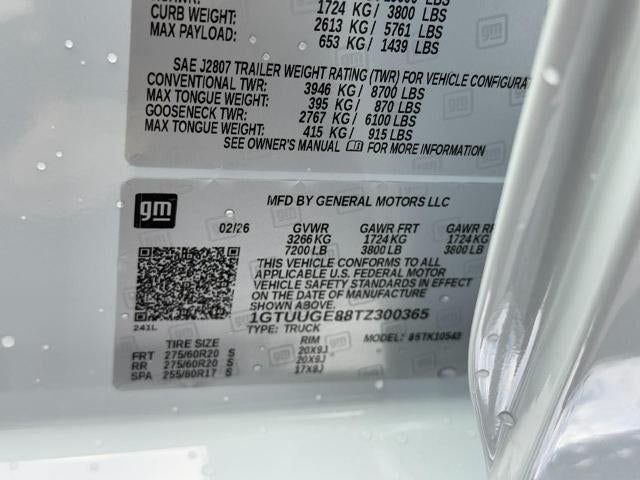 1724 KG/ 3800 LBS
CURB WEIGHT: 2613 KG/ 5761 LBS
MAX PAYLOAD: 653 KG/ 1439 LBS
SAE J2807 TRAILER WEIGHT RATING (TWR) FOR VEHICLE
CONVENTIONAL TWR: 3946 KG/ 8700 LBS
MAX TONGUE WEIGHT: 395 KG/ 870 LBS
GOOSENECK TWR: 2767 KG/ 6100 LBS
MAX TONGUE WEIGHT: 415 KG/ 915 LBS
SEE OWNER'S MANUAL FOR MORE INFORMATION
gm
MFD BY GENERAL MOTORS LLC
02/26 GVWR GAWR FRT GAWR RR
3266 KG 1724 KG 1724 KG
7200 LB 3800 LB 3800 LB
THIS VEHICLE CONFORMS TO ALL
APPLICABLE U.S. FEDERAL MOTOR
VEHICLE SAFETY STANDARDS IN
EFFECT ON THE DATE OF MANUFACTURE
SHOWN ABOVE.
1GTUUGE88TZ300365
TYPE: TRUCK MODEL: TK10543
241L
TIRE SIZE RIM
FRT 275/60R20 S 20X9J
RR 275/60R20 S 20X9J
SPA 255/80R17 S 17X8J